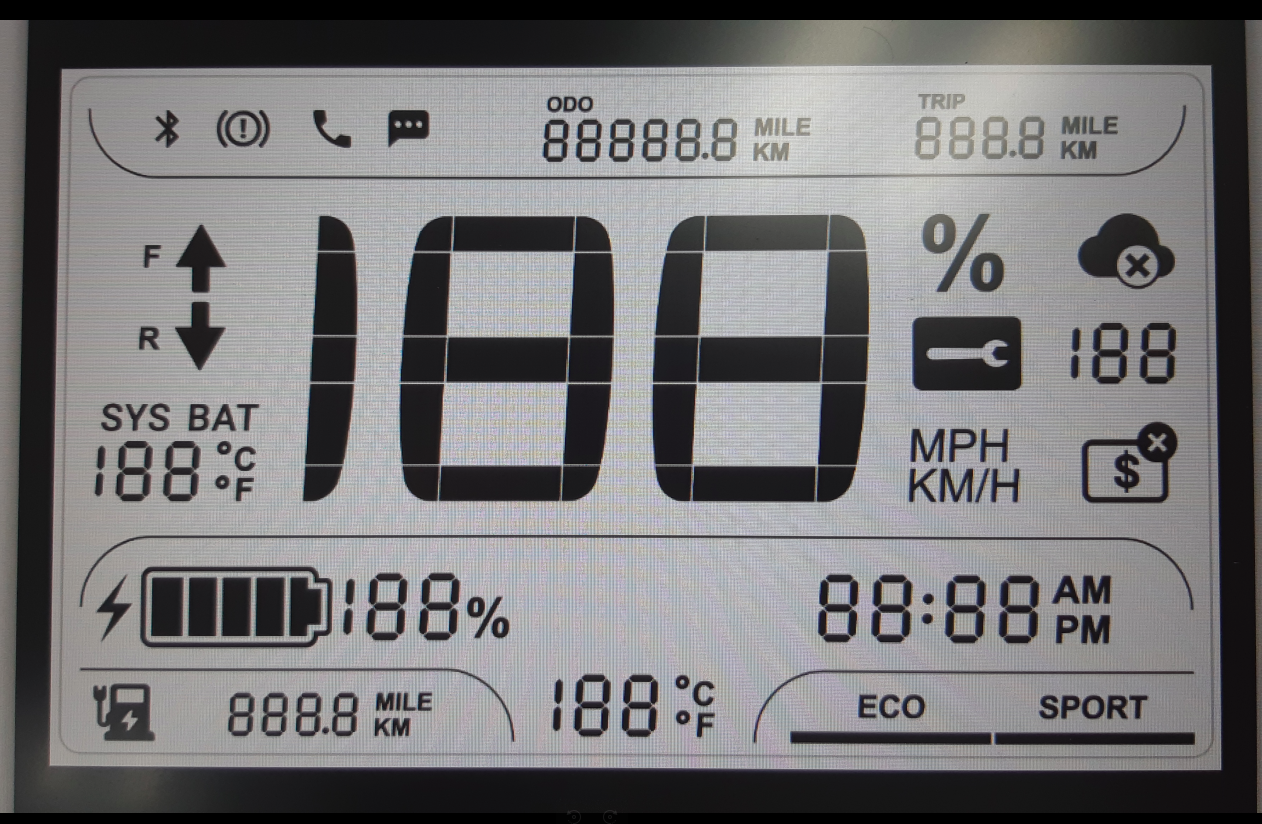 ODO
88888.8 MILE
KM
TRIP
888.8 MILE
KM
F
R
188
%
188
SYS BAT
188 °C
°F
MPH
KM/H
$
188%
88:88 AM
PM
888.8 MILE
KM
188 °C
°F
ECO SPORT